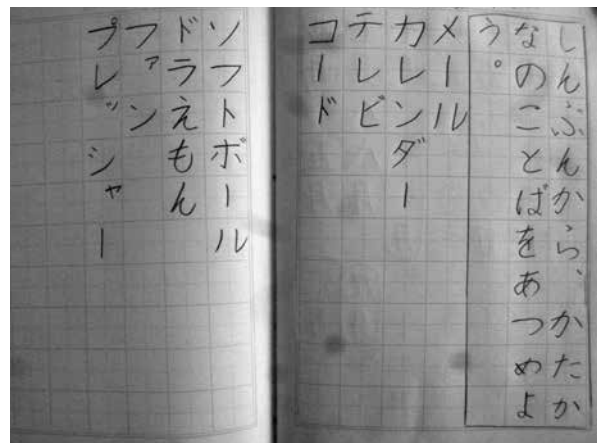 しんぶんから、かたか
なのことばをあつめよ
う。
メール
カレンダー
テレビ
コード
ソフトボール
ドラえもん
ファン
プレッシャー